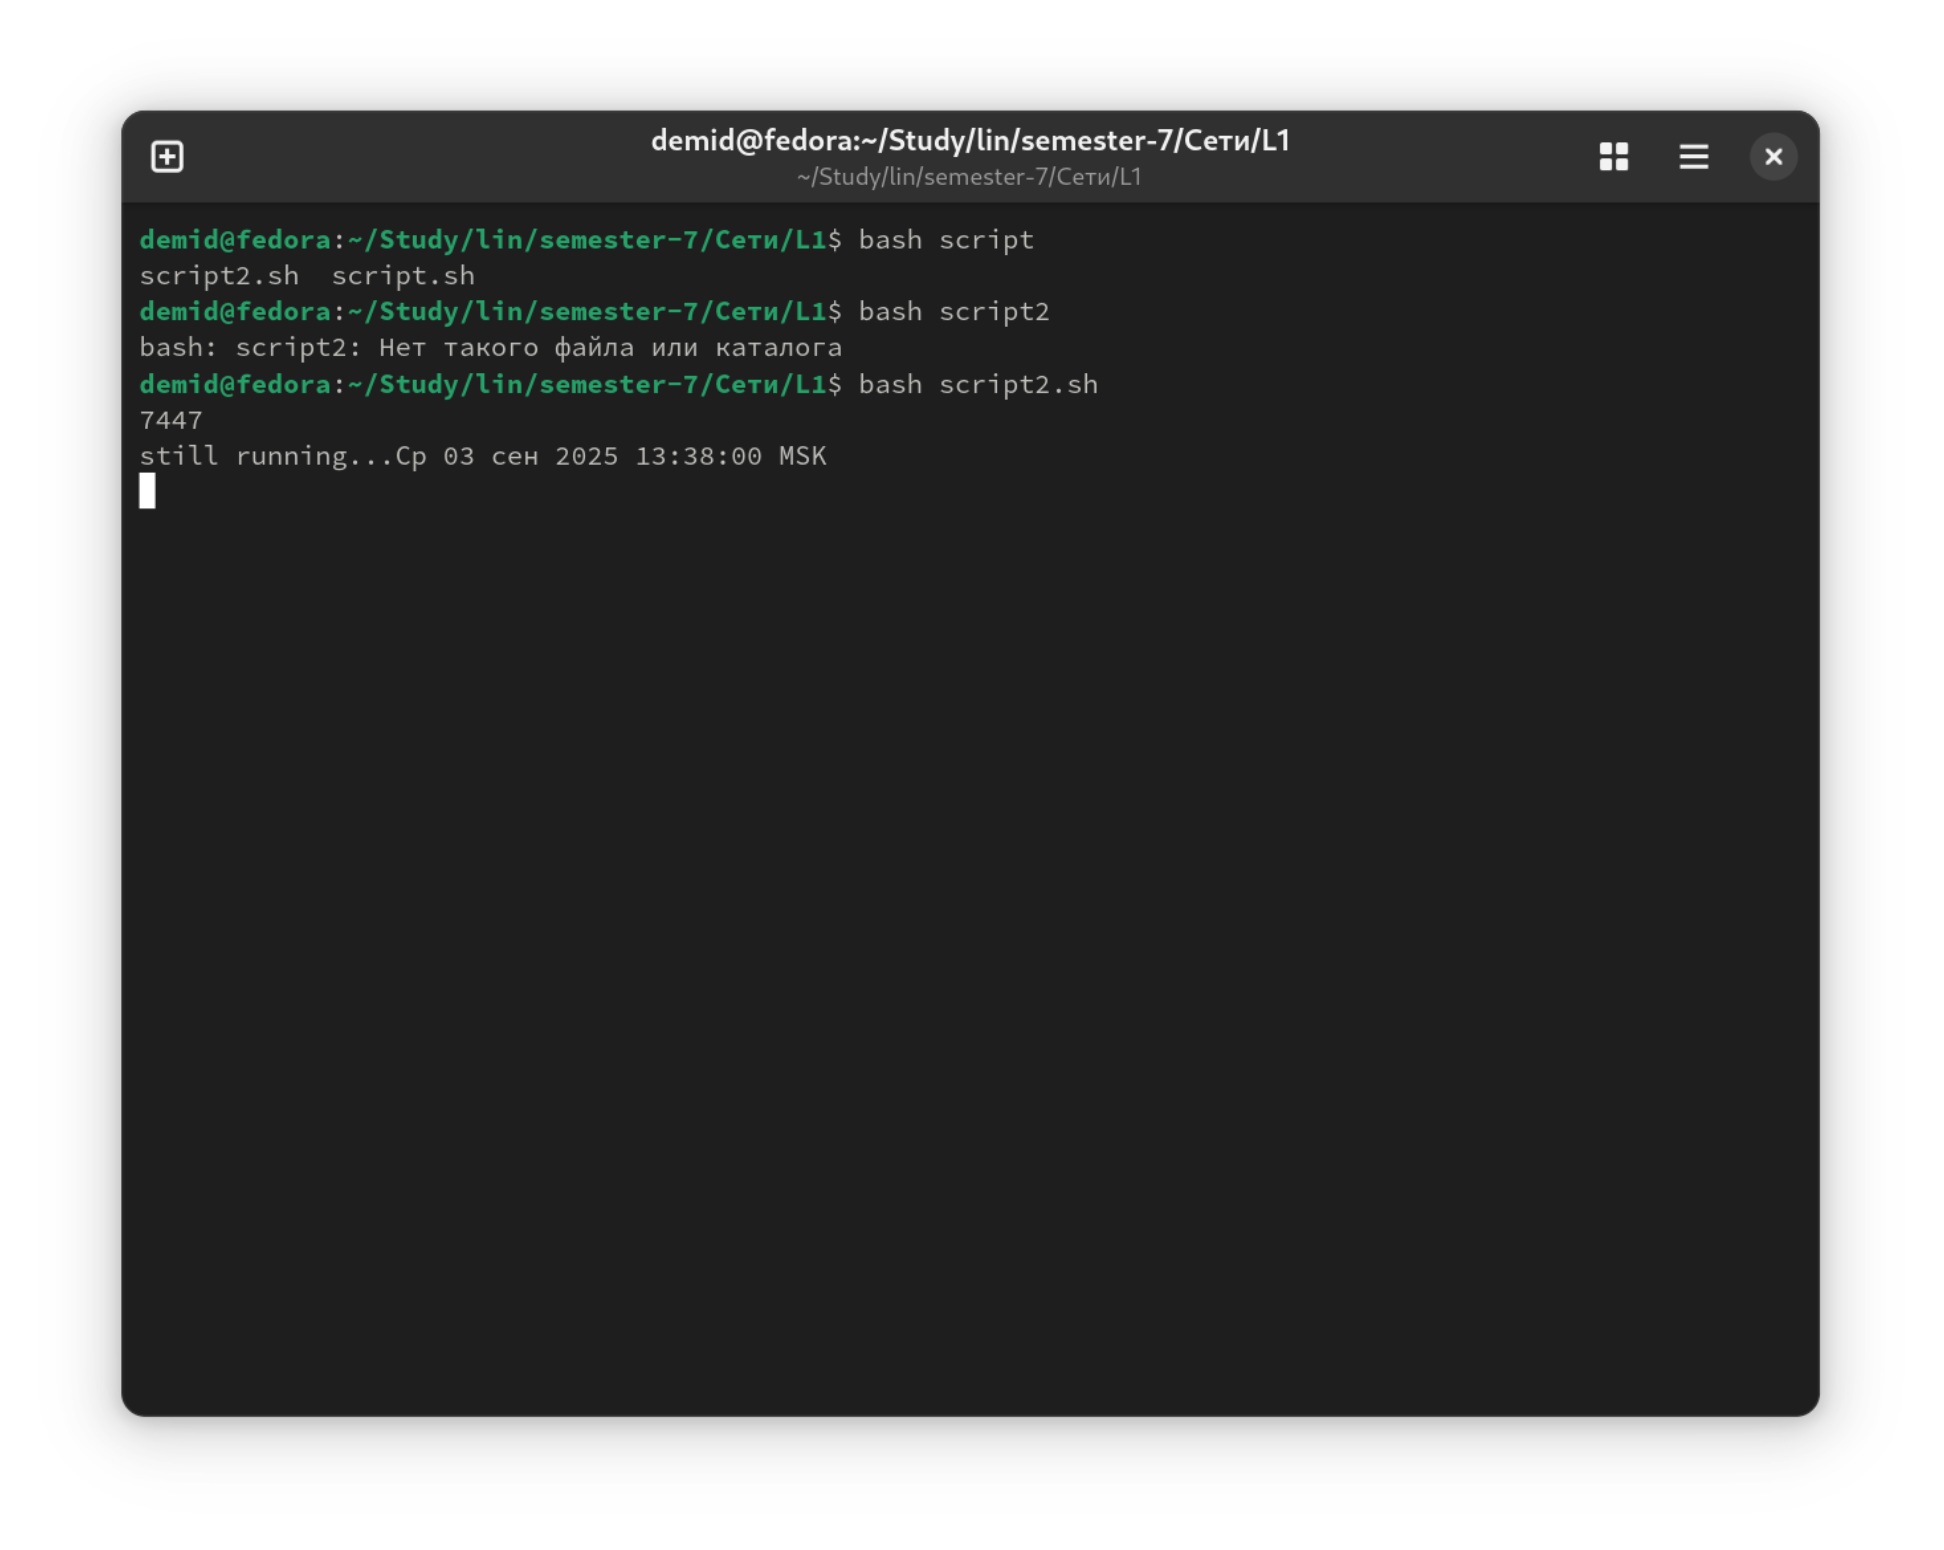 demid@fedora:~/Study/lin/semester-7/Сети/L1
~/Study/lin/semester-7/Сети/L1
demid@fedora:~/Study/lin/semester-7/Сети/L1$ bash script
script2.sh  script.sh
demid@fedora:~/Study/lin/semester-7/Сети/L1$ bash script2
bash: script2: Нет такого файла или каталога
demid@fedora:~/Study/lin/semester-7/Сети/L1$ bash script2.sh
7447
still running...Ср 03 сен 2025 13:38:00 MSK